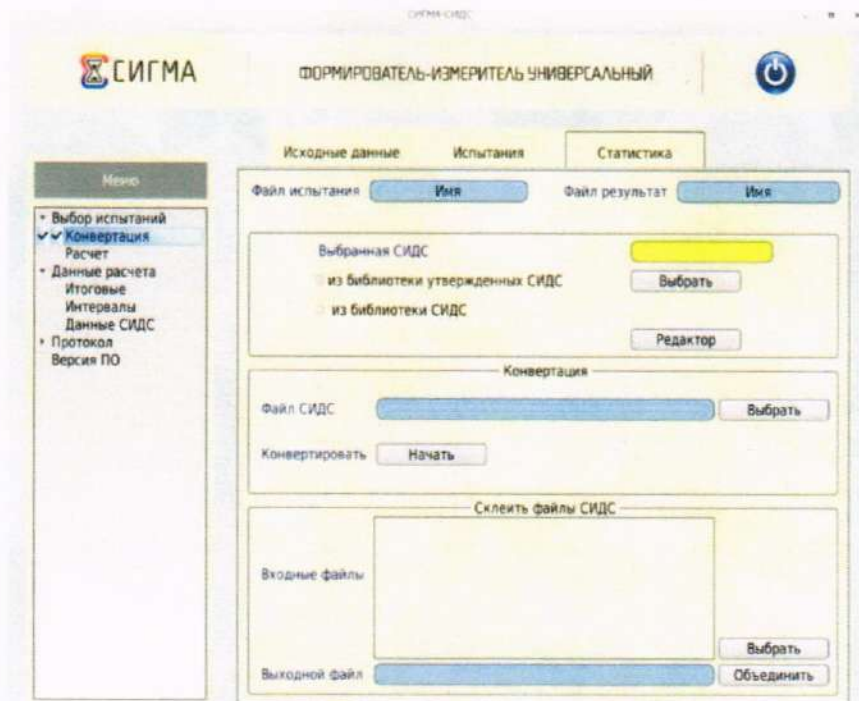 СИГМА-СИДС
СИГМА
ФОРМИРОВАТЕЛЬ-ИЗМЕРИТЕЛЬ УНИВЕРСАЛЬНЫЙ
Исходные данные Испытания Статистика
Меню
Файл испытания Имя Файл результат Имя
Выбор испытаний
Конвертация
Расчет
Данные расчета
Итоговые
Интервалы
Данные СИДС
Протокол
Версия ПО
Выбранная СИДС
из библиотеки утвержденных СИДС Выбрать
из библиотеки СИДС
Редактор
Конвертация
Файл СИДС Выбрать
Конвертировать Начать
Склеить файлы СИДС
Входные файлы
Выбрать
Выходной файл Объединить